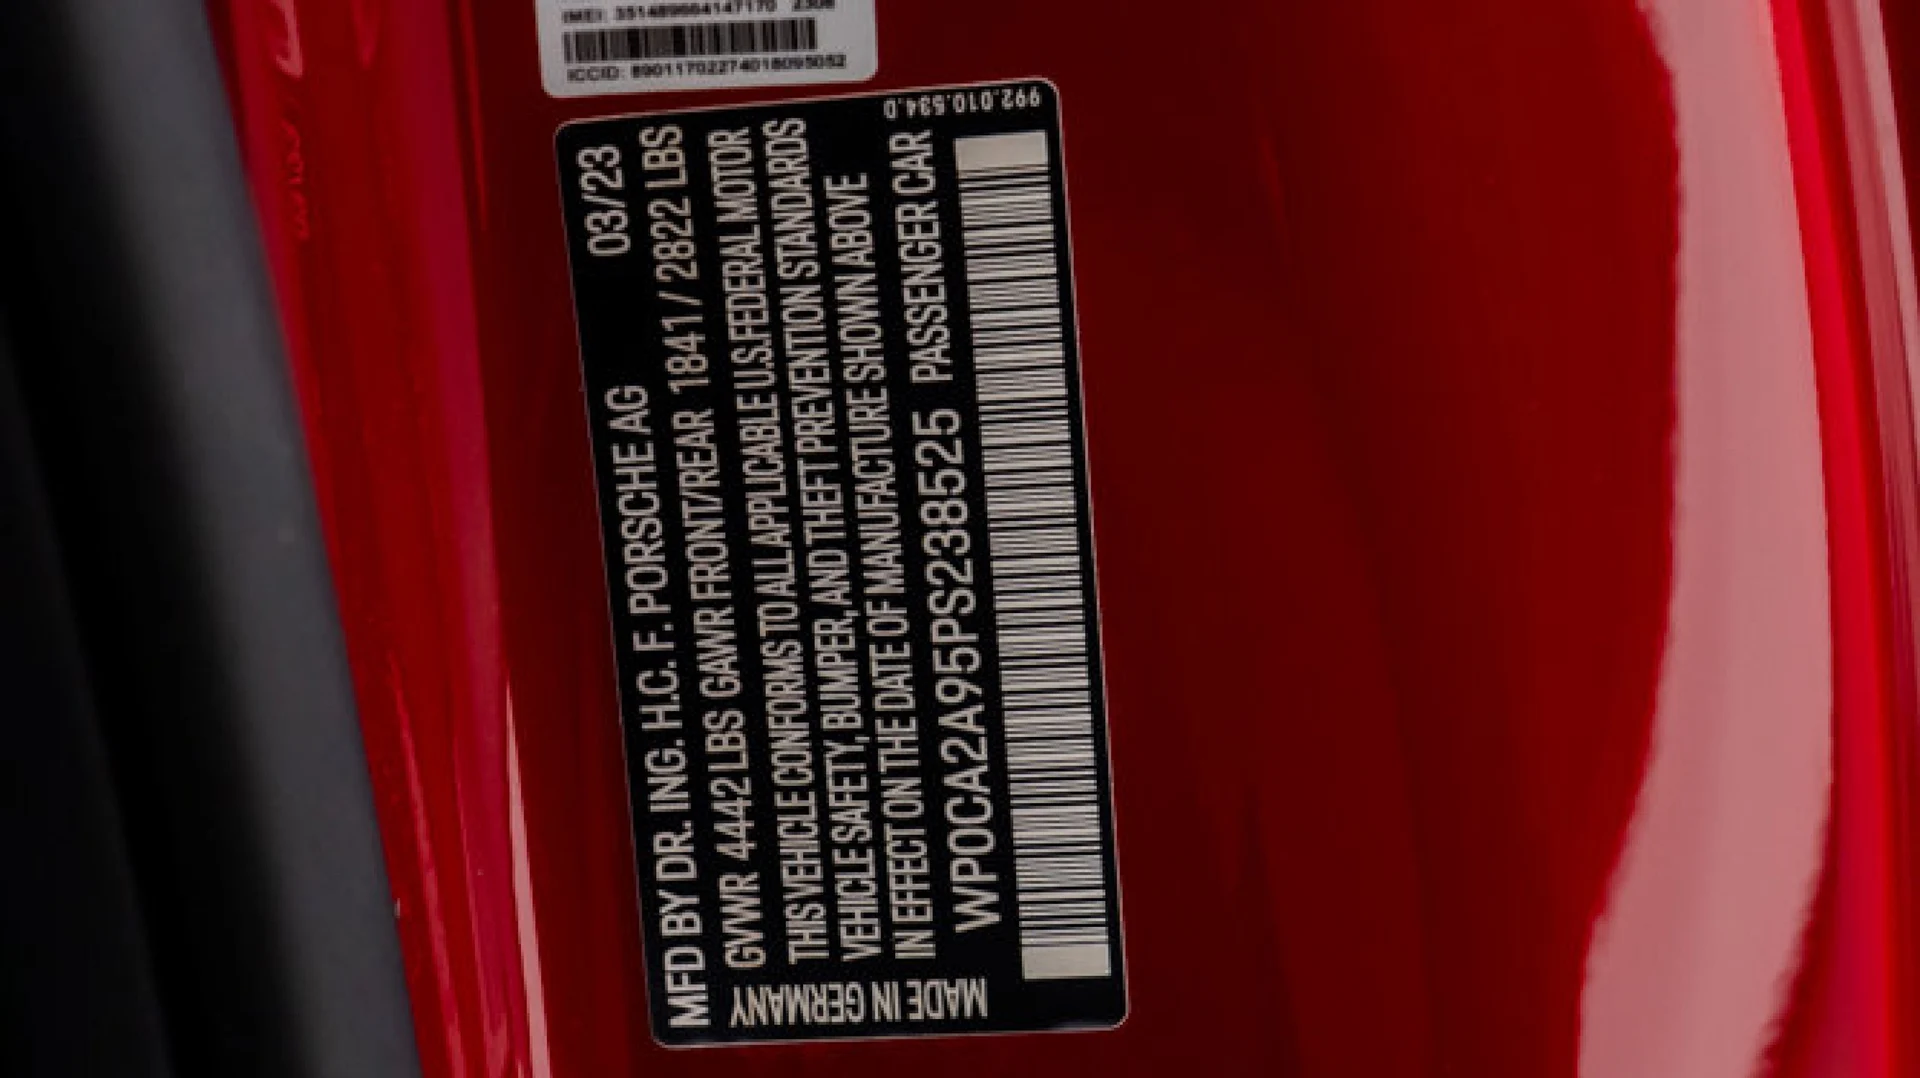 IMEI: 351489664147170 2308
ICCID: 89011702274018095052
992.010.534.D
MFD BY DR. ING. H.C. F. PORSCHE AG 03/23
GVWR 4442 LBS GAWR FRONT/REAR 1841 / 2822 LBS
THIS VEHICLE CONFORMS TO ALL APPLICABLE U.S. FEDERAL MOTOR
VEHICLE SAFETY, BUMPER, AND THEFT PREVENTION STANDARDS
IN EFFECT ON THE DATE OF MANUFACTURE SHOWN ABOVE
WP0CA2A95PS238525 PASSENGER CAR
MADE IN GERMANY